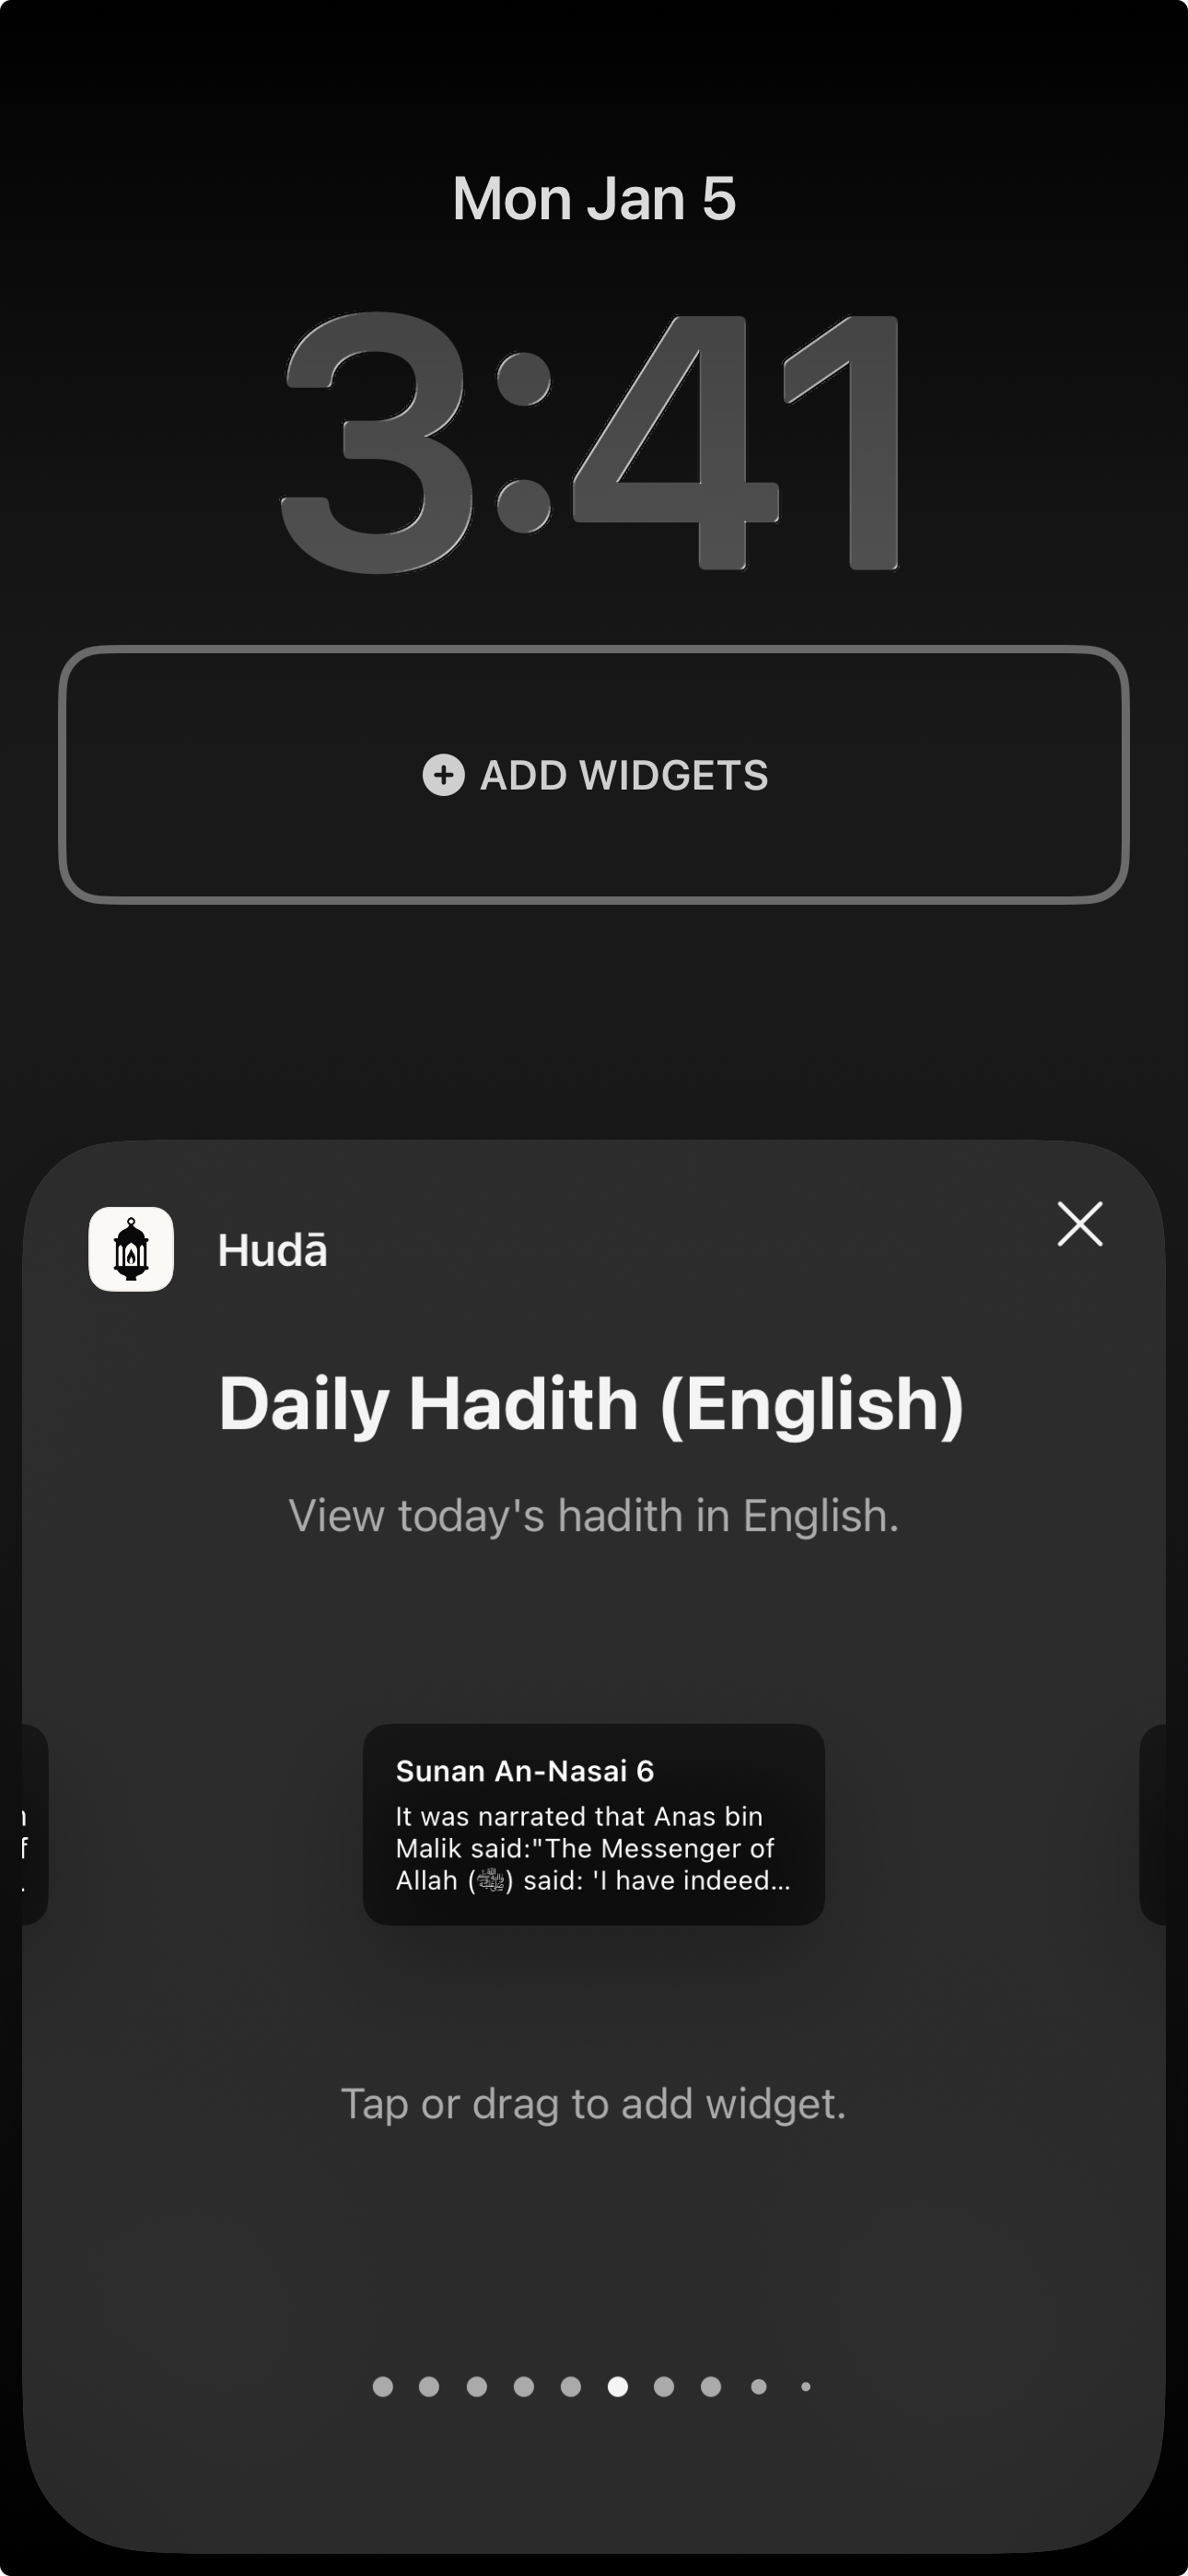 Mon Jan 5
3:41
ADD WIDGETS
Hudā
Daily Hadith (English)
View today's hadith in English.
Sunan An-Nasai 6
It was narrated that Anas bin
Malik said:"The Messenger of
Allah (ﷺ) said: 'I have indeed...
Tap or drag to add widget.